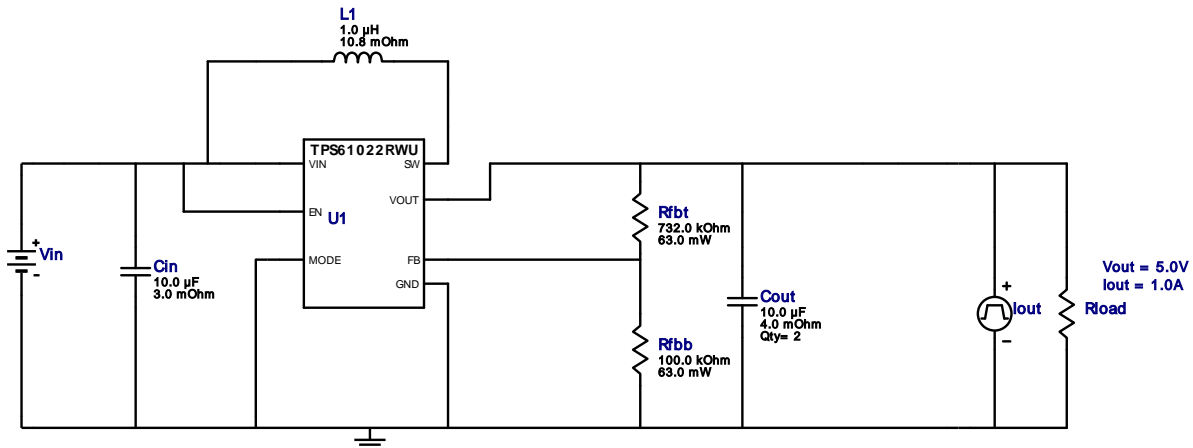 L1
1.0 µH
10.8 mOhm
TPS61022RWU
VIN
SW
VOUT
EN
U1
MODE
FB
GND
+
Vin
-
Cin
10.0 µF
3.0 mOhm
Rfbt
732.0 kOhm
63.0 mW
Rfbb
100.0 kOhm
63.0 mW
Cout
10.0 µF
4.0 mOhm
Qty= 2
+
Iout
-
Rload
Vout = 5.0V
Iout = 1.0A